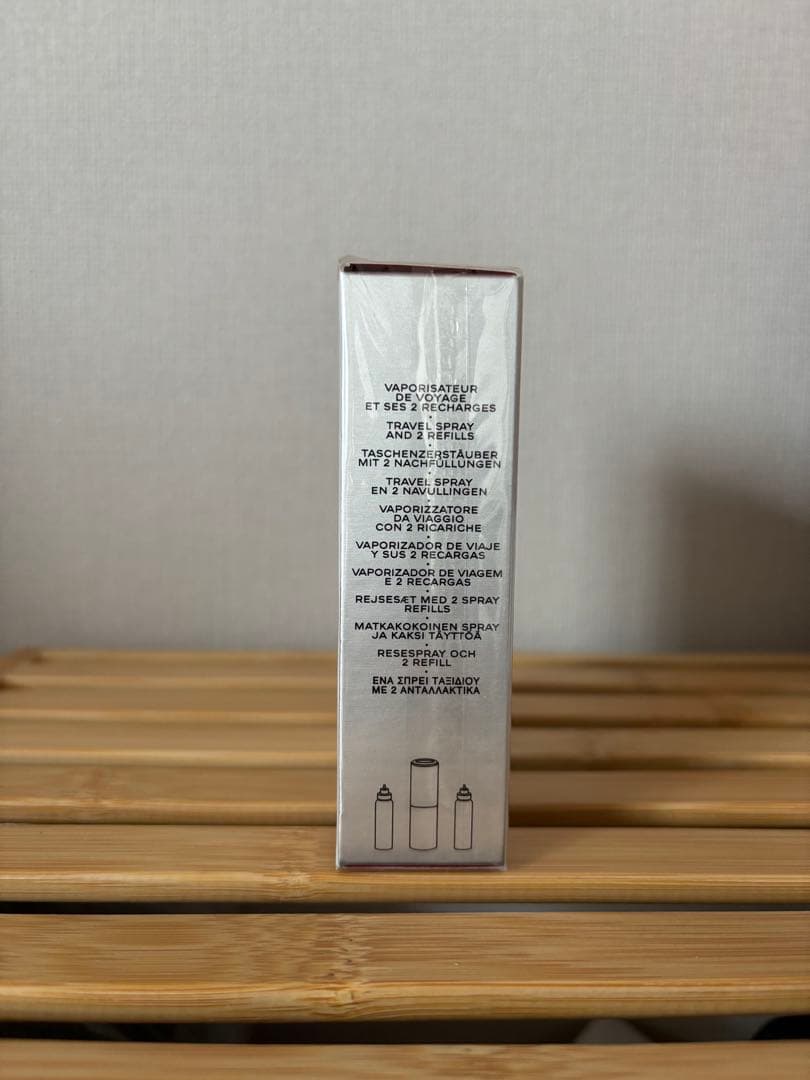 VAPORISATEUR
DE VOYAGE
ET SES 2 RECHARGES
•
TRAVEL SPRAY
AND 2 REFILLS
•
TASCHENZERSTÄUBER
MIT 2 NACHFÜLLUNGEN
•
TRAVEL SPRAY
EN 2 NAVULLINGEN
•
VAPORIZZATORE
DA VIAGGIO
CON 2 RICARICHE
•
VAPORIZADOR DE VIAJE
Y SUS 2 RECARGAS
•
VAPORIZADOR DE VIAGEM
E 2 RECARGAS
•
REJSESÆT MED 2 SPRAY
REFILLS
•
MATKAKOKOINEN SPRAY
JA KAKSI TÄYTTÖÄ
•
RESESPRAY OCH
2 REFILL
•
ΕΝΑ ΣΠΡΕΙ ΤΑΞΙΔΙΟΥ
ΜΕ 2 ΑΝΤΑΛΛΑΚΤΙΚΑ